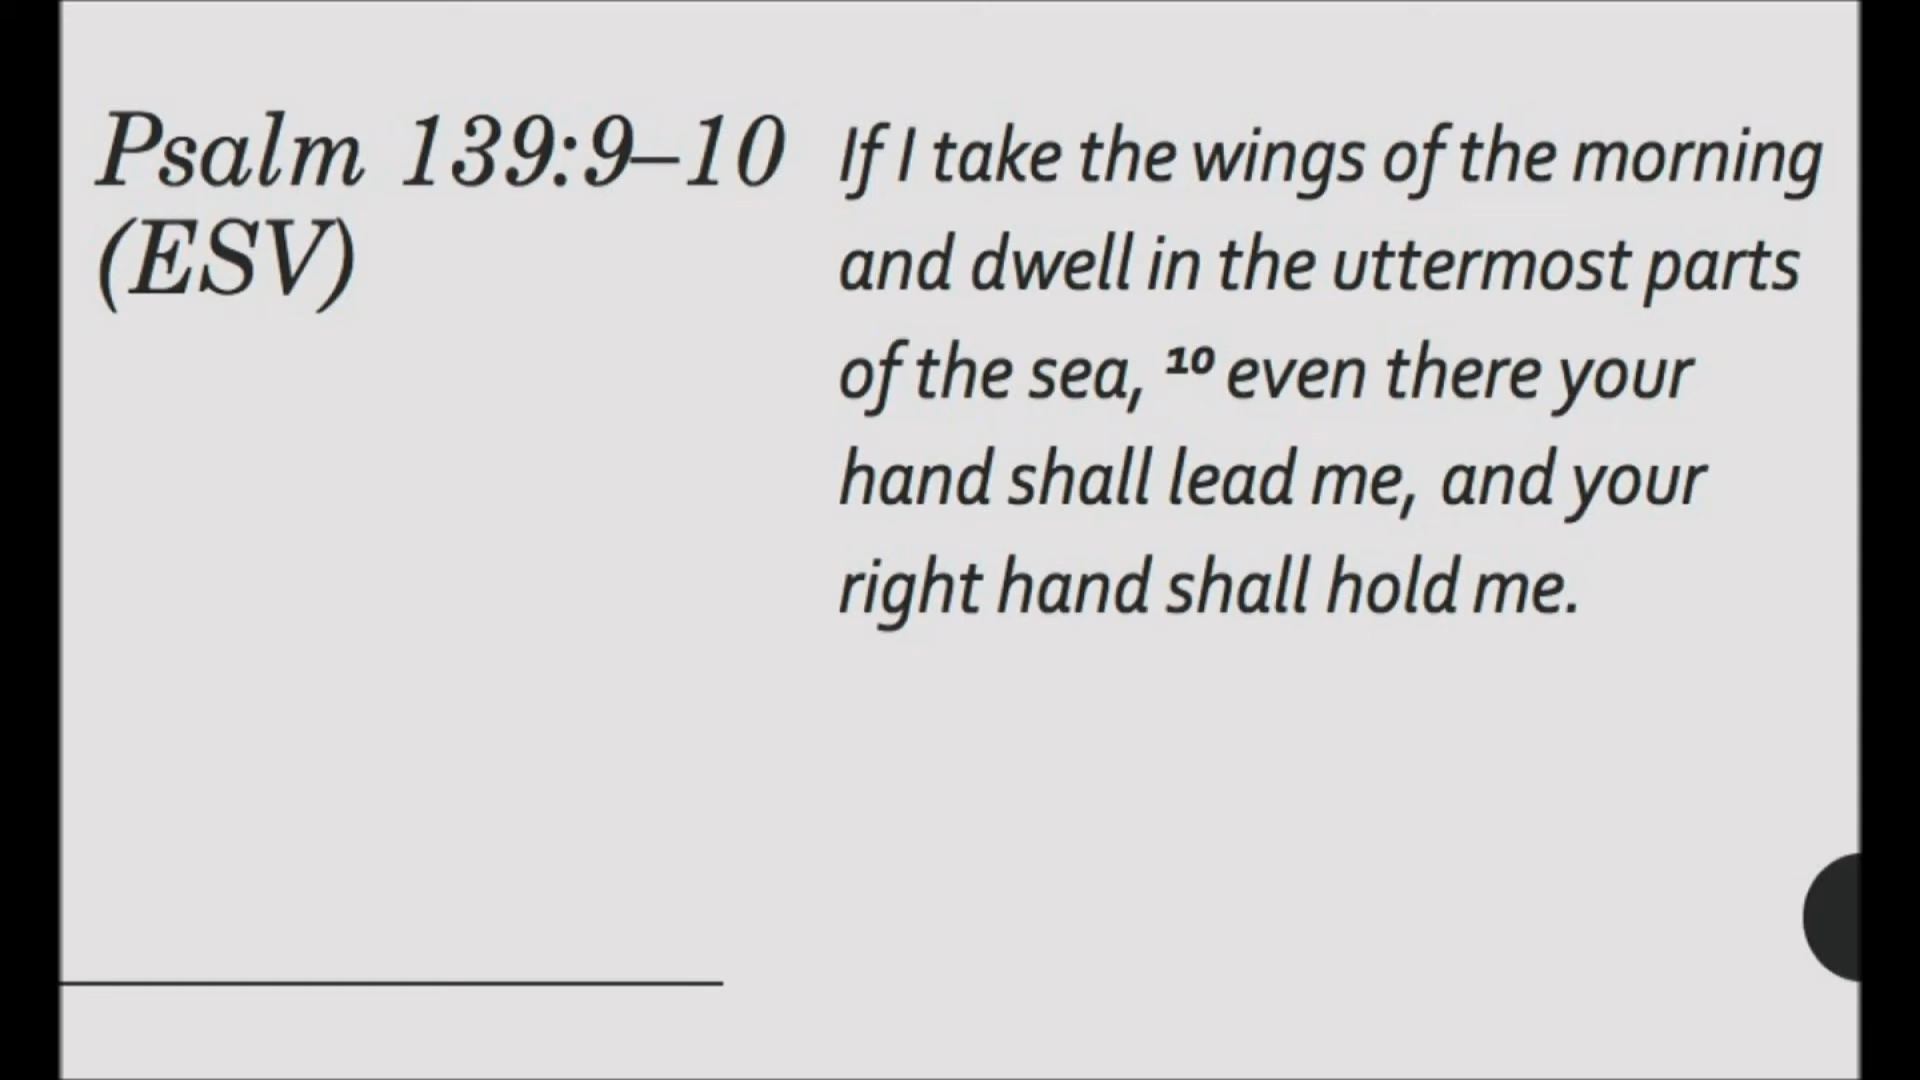 Psalm 139:9–10
(ESV)
If I take the wings of the morning
and dwell in the uttermost parts
of the sea, ¹⁰ even there your
hand shall lead me, and your
right hand shall hold me.